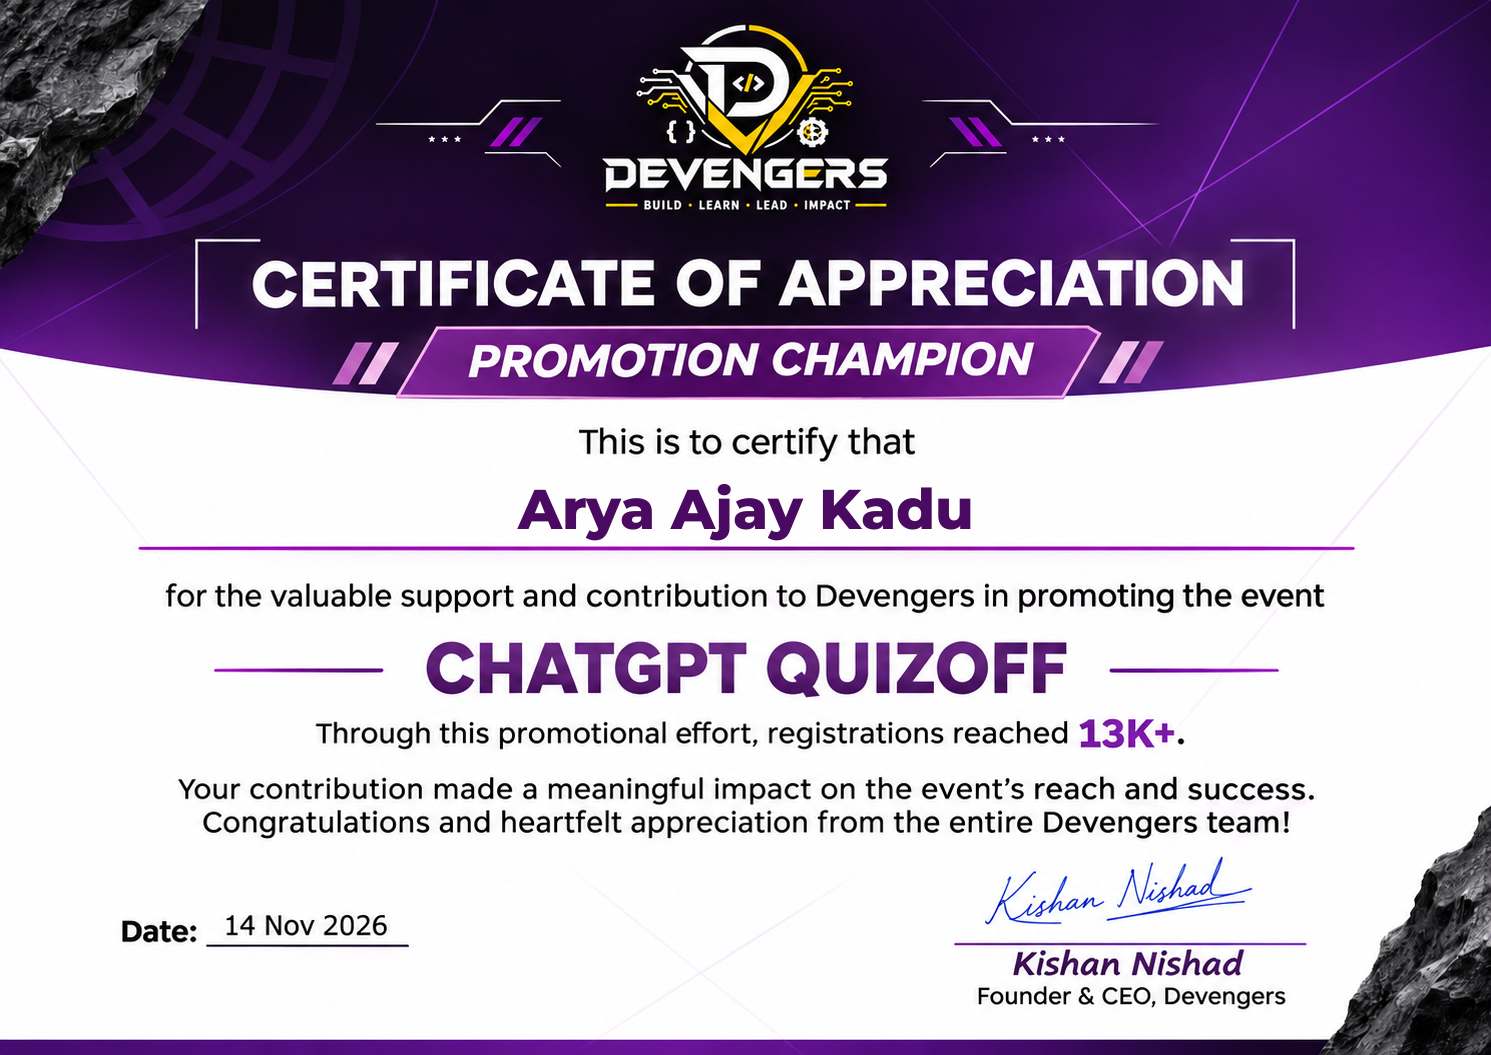 DEVENGERS
BUILD · LEARN · LEAD · IMPACT
CERTIFICATE OF APPRECIATION
PROMOTION CHAMPION
This is to certify that
Arya Ajay Kadu
for the valuable support and contribution to Devengers in promoting the event
CHATGPT QUIZOFF
Through this promotional effort, registrations reached 13K+.
Your contribution made a meaningful impact on the event’s reach and success.
Congratulations and heartfelt appreciation from the entire Devengers team!
Kishan Nishad
Date: 14 Nov 2026
Kishan Nishad
Founder & CEO, Devengers